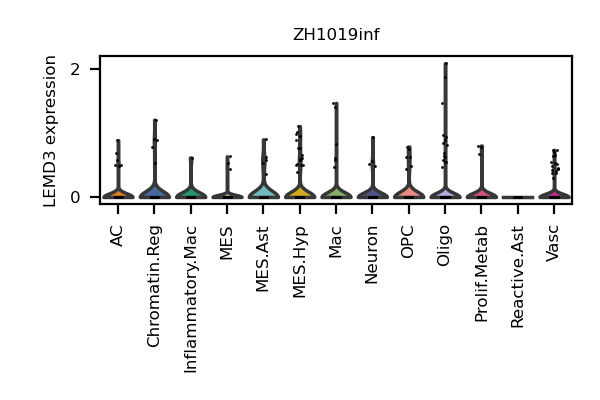 ZH1019inf
LEMD3 expression
2
0
AC
Chromatin.Reg
Inflammatory.Mac
MES
MES.Ast
MES.Hyp
Mac
Neuron
OPC
Oligo
Prolif.Metab
Reactive.Ast
Vasc